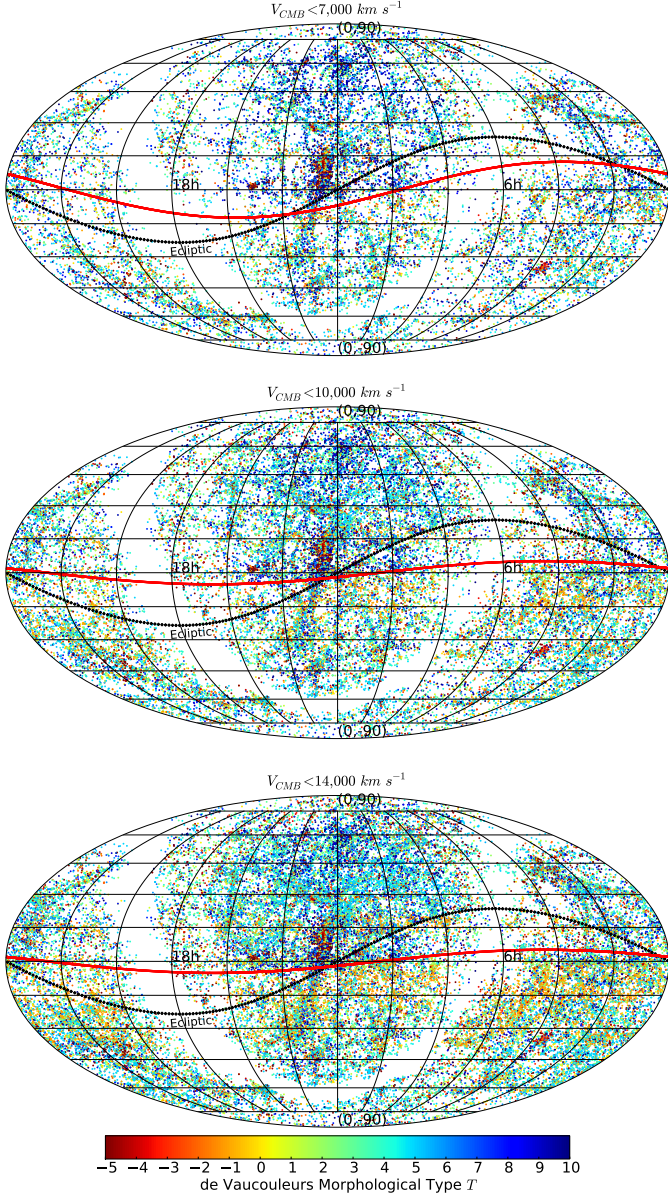 V_CMB<7,000 km s⁻¹
(0,90)
18h
6h
Ecliptic
(0,-90)
V_CMB<10,000 km s⁻¹
(0,90)
18h
6h
Ecliptic
(0,-90)
V_CMB<14,000 km s⁻¹
(0,90)
18h
6h
Ecliptic
(0,-90)
−5 −4 −3 −2 −1 0 1 2 3 4 5 6 7 8 9 10
de Vaucouleurs Morphological Type T